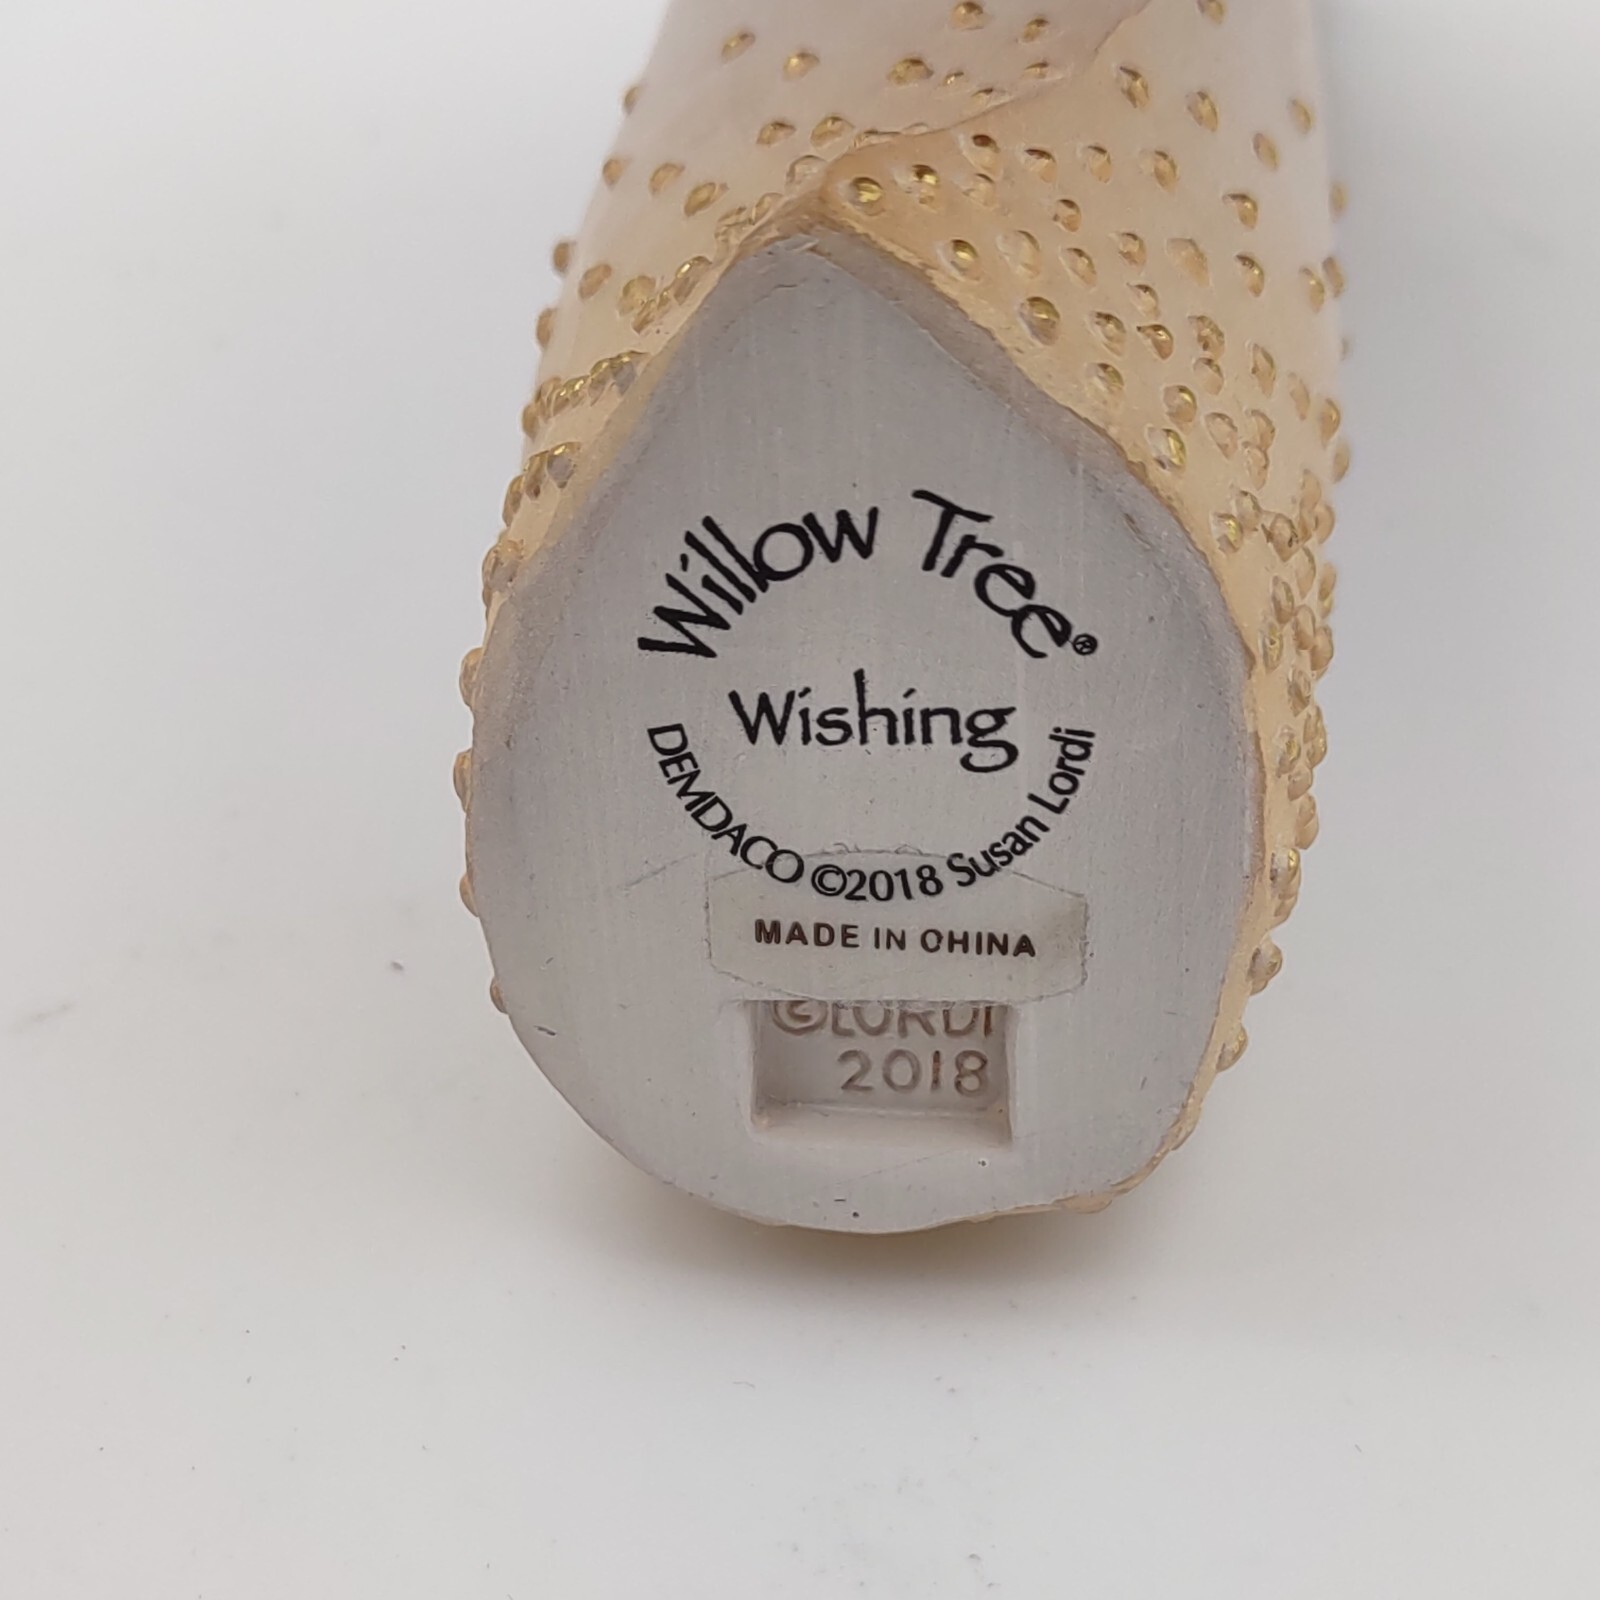 Willow Tree®
Wishing
DEMDACO ©2018 Susan Lordi
MADE IN CHINA
©LORDI
2018